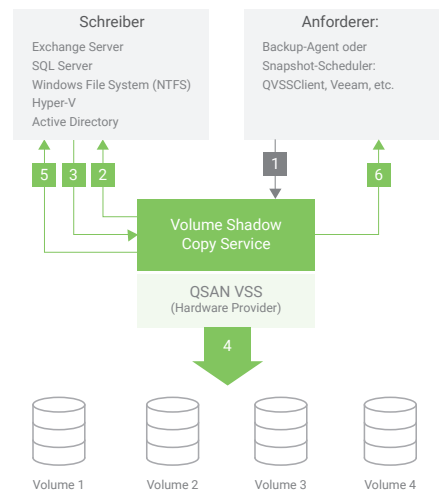 Schreiber
Exchange Server
SQL Server
Windows File System (NTFS)
Hyper-V
Active Directory
Anforderer:
Backup-Agent oder
Snapshot-Scheduler:
QVSSClient, Veeam, etc.
5
3
2
1
6
Volume Shadow
Copy Service
QSAN VSS
(Hardware Provider)
4
Volume 1
Volume 2
Volume 3
Volume 4